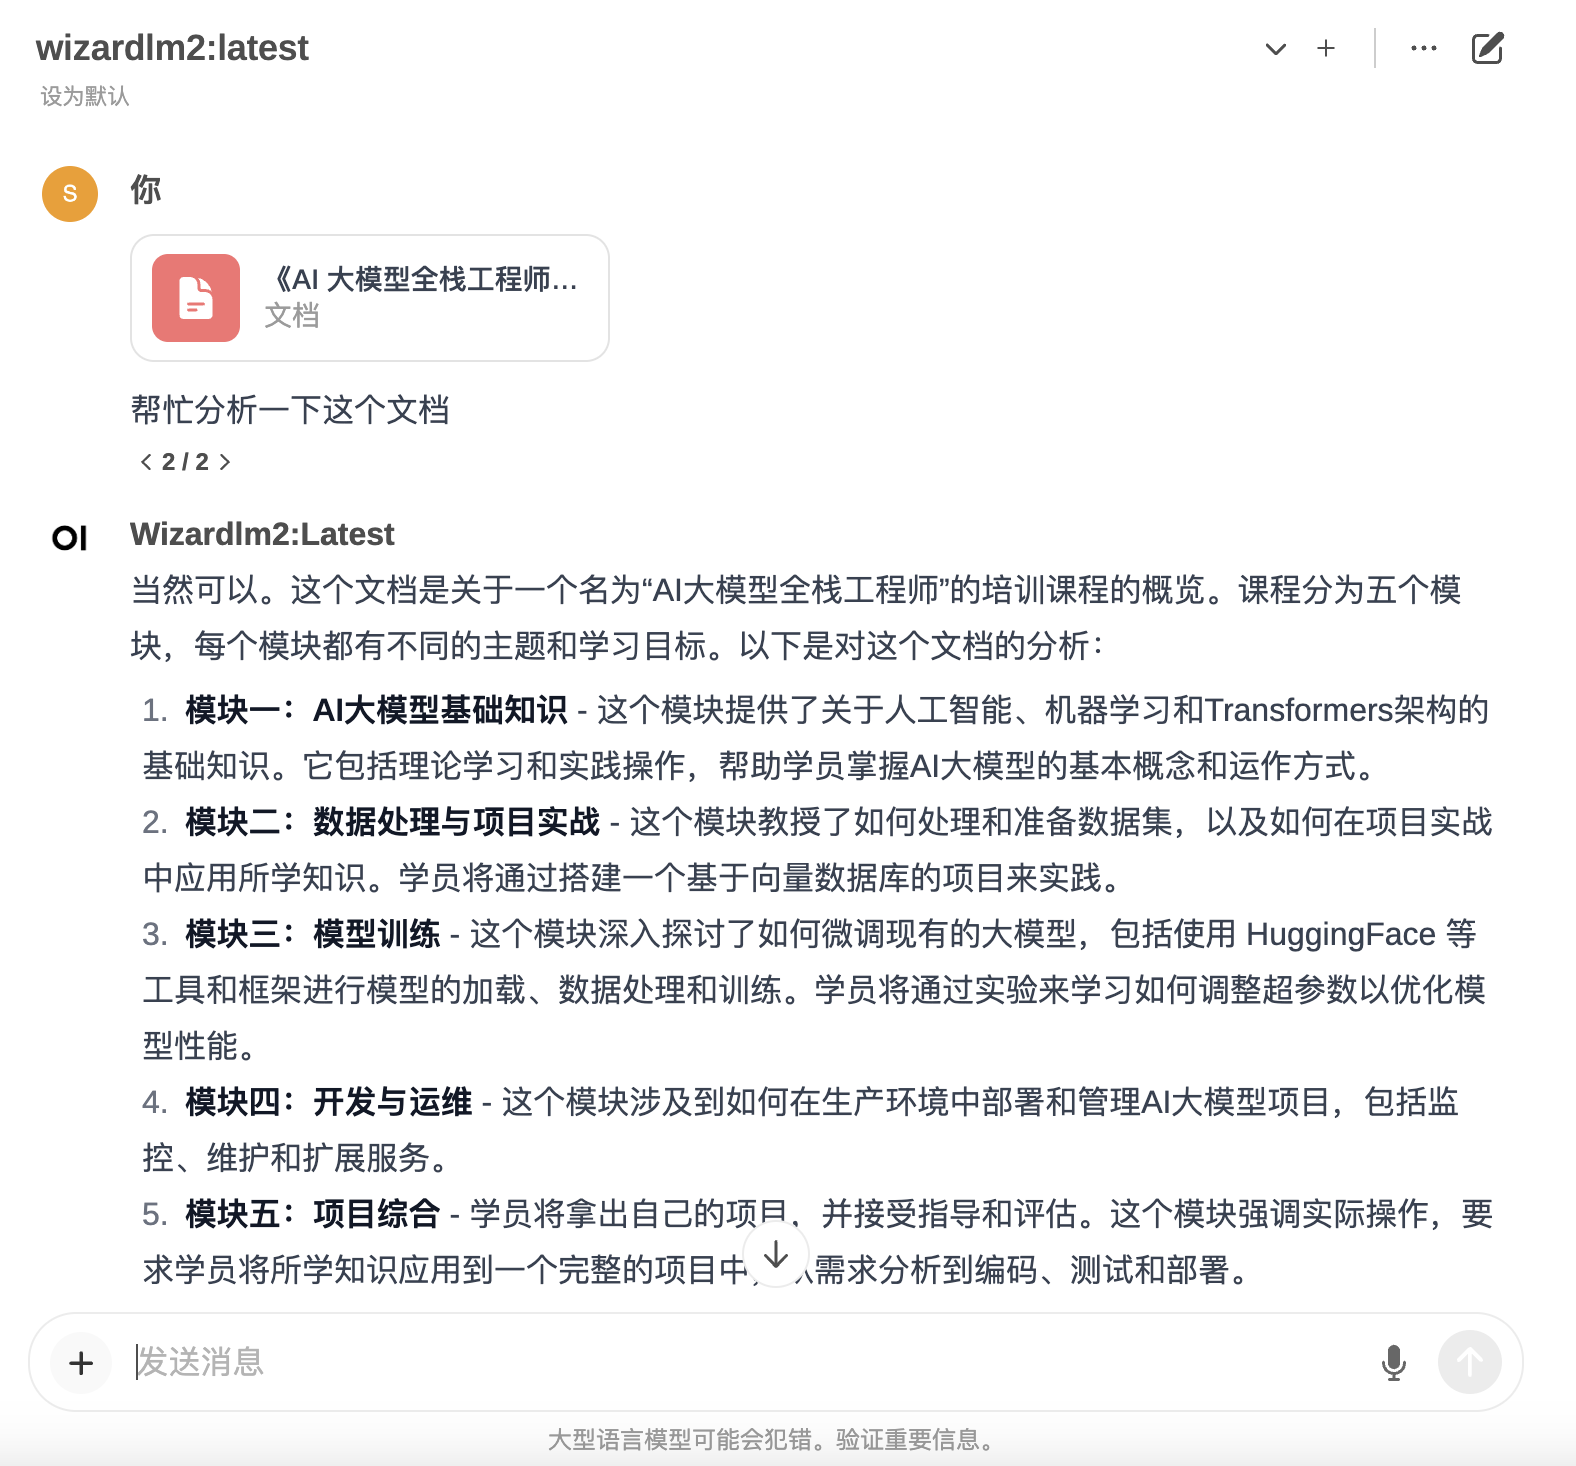 wizardlm2:latest
设为默认
S
你
《AI 大模型全栈工程师...
文档
帮忙分析一下这个文档
2 / 2
OI
Wizardlm2:Latest
当然可以。这个文档是关于一个名为“AI大模型全栈工程师”的培训课程的概览。课程分为五个模
块，每个模块都有不同的主题和学习目标。以下是对这个文档的分析：
1. 模块一：AI大模型基础知识 - 这个模块提供了关于人工智能、机器学习和Transformers架构的
基础知识。它包括理论学习和实践操作，帮助学员掌握AI大模型的基本概念和运作方式。
2. 模块二：数据处理与项目实战 - 这个模块教授了如何处理和准备数据集，以及如何在项目实战
中应用所学知识。学员将通过搭建一个基于向量数据库的项目来实践。
3. 模块三：模型训练 - 这个模块深入探讨了如何微调现有的大模型，包括使用 HuggingFace 等
工具和框架进行模型的加载、数据处理和训练。学员将通过实验来学习如何调整超参数以优化模
型性能。
4. 模块四：开发与运维 - 这个模块涉及到如何在生产环境中部署和管理AI大模型项目，包括监
控、维护和扩展服务。
5. 模块五：项目综合 - 学员将拿出自己的项目，并接受指导和评估。这个模块强调实际操作，要
求学员将所学知识应用到一个完整的项目中，需求分析到编码、测试和部署。
发送消息
大型语言模型可能会犯错。验证重要信息。